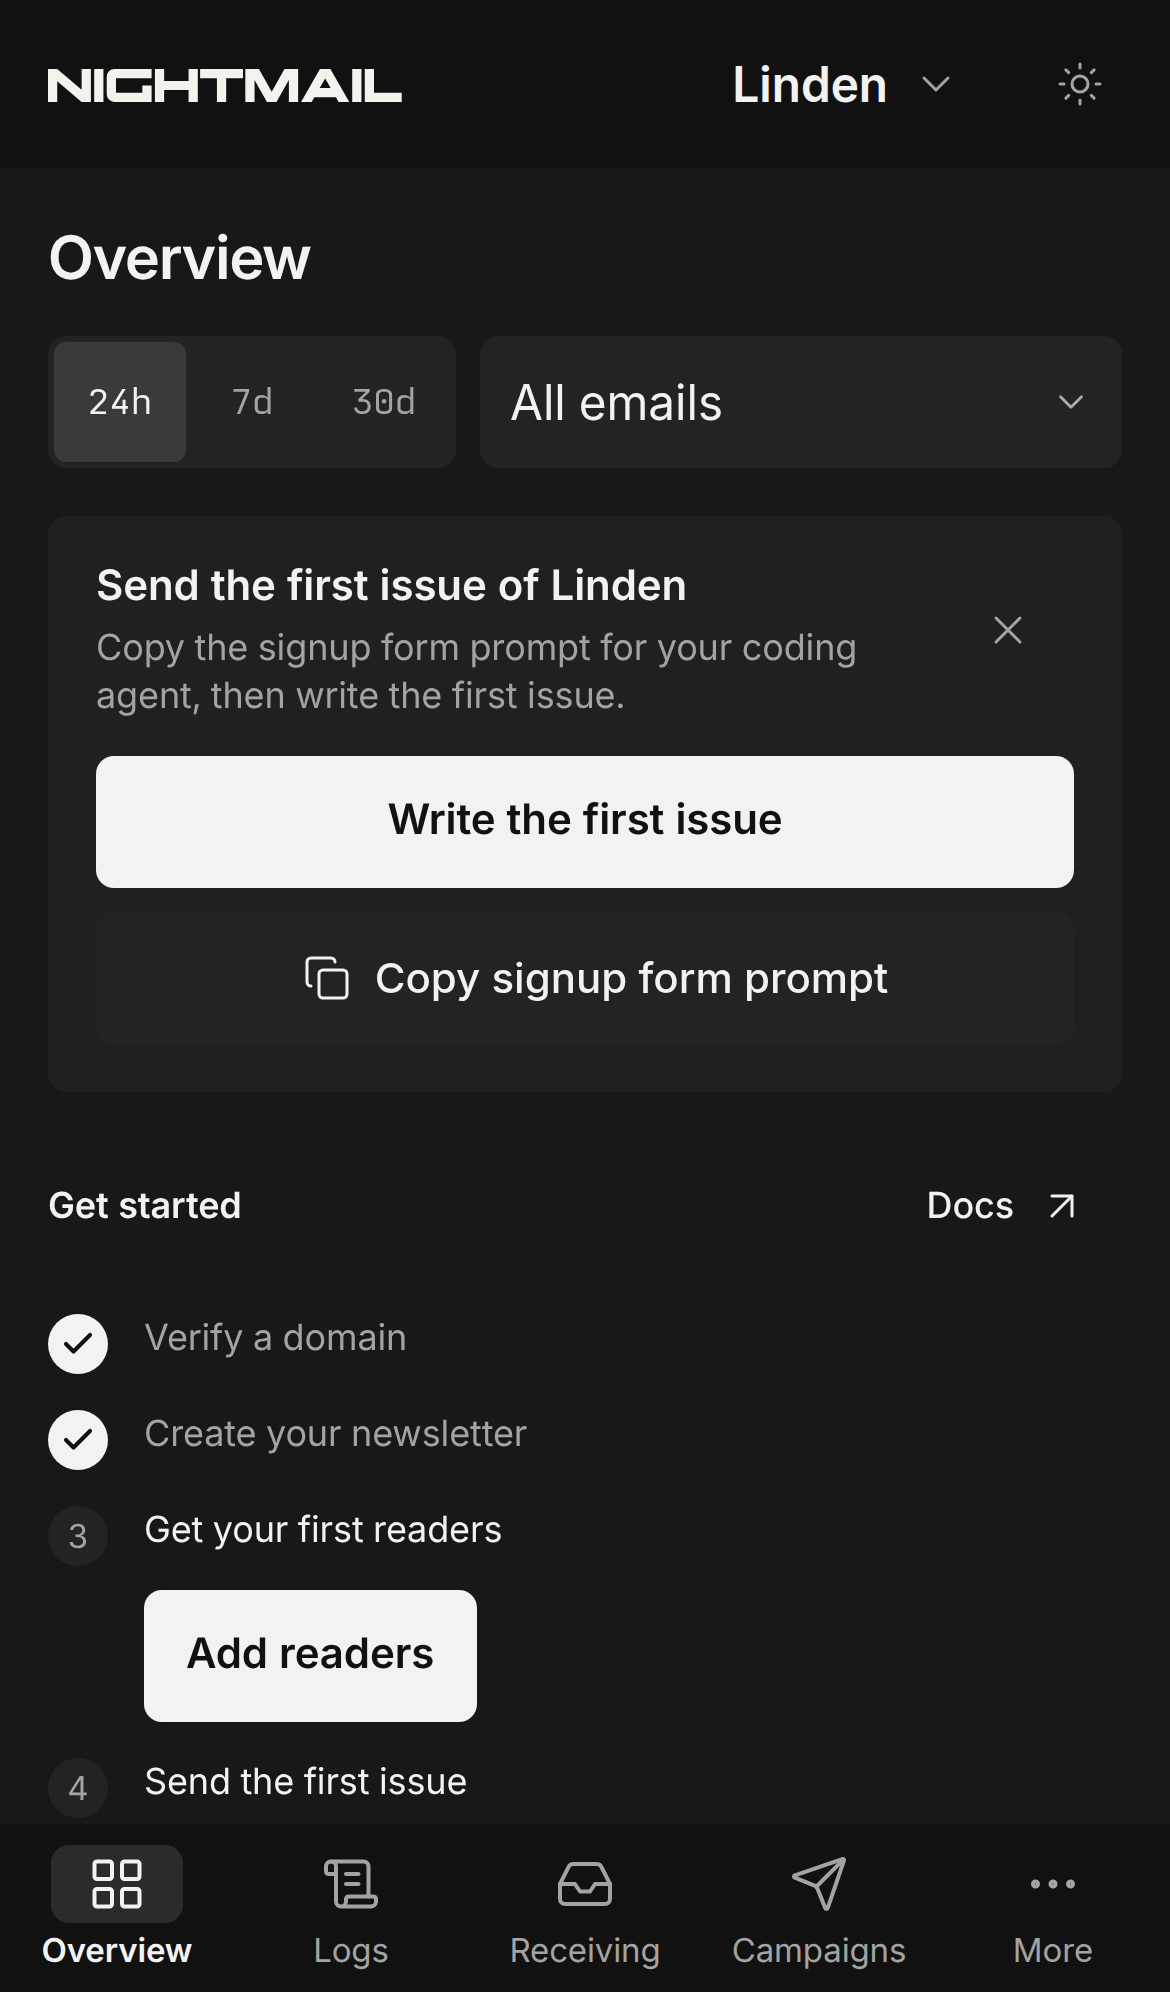 NIGHTMAIL
Linden
Overview
24h 7d 30d
All emails
Send the first issue of Linden
Copy the signup form prompt for your coding
agent, then write the first issue.
Write the first issue
Copy signup form prompt
Get started
Docs
Verify a domain
Create your newsletter
3 Get your first readers
Add readers
4 Send the first issue
Overview Logs Receiving Campaigns More